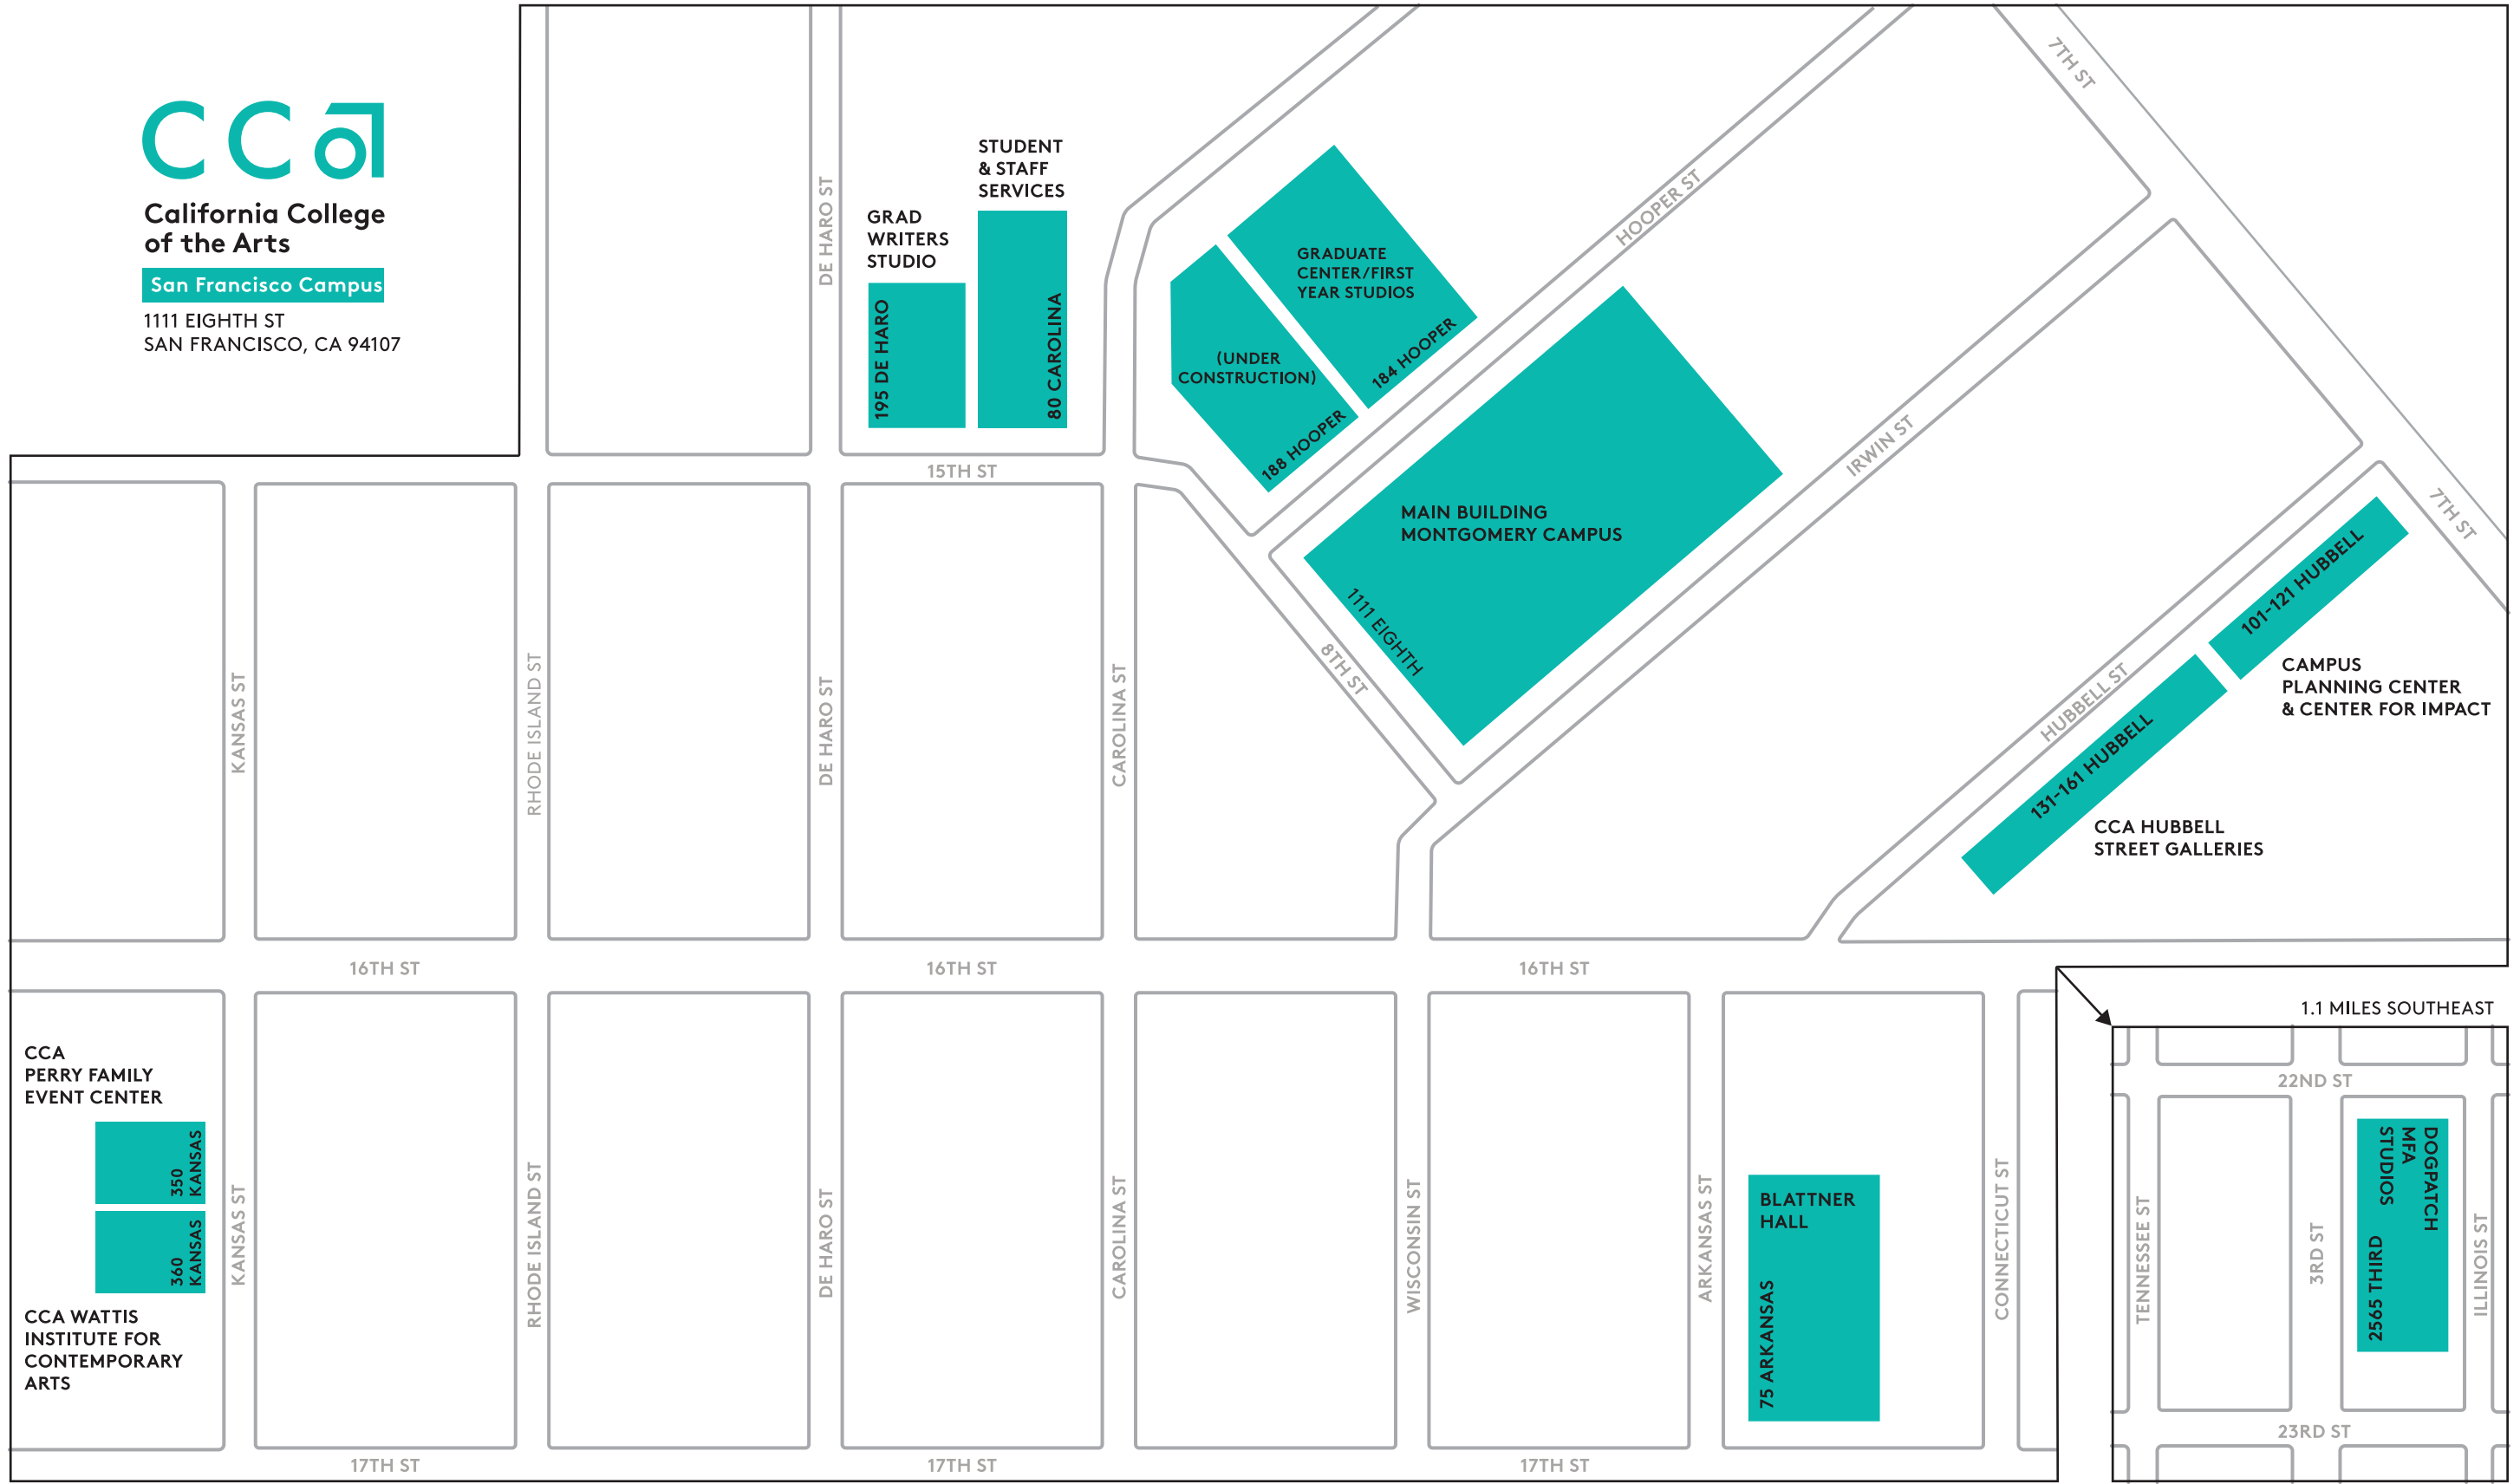 CCa
California College
of the Arts
San Francisco Campus
1111 EIGHTH ST
SAN FRANCISCO, CA 94107
7TH ST
DE HARO ST
GRAD
WRITERS
STUDIO
195 DE HARO
STUDENT
& STAFF
SERVICES
80 CAROLINA
GRADUATE
CENTER/FIRST
YEAR STUDIOS
184 HOOPER
(UNDER
CONSTRUCTION)
188 HOOPER
HOOPER ST
15TH ST
MAIN BUILDING
MONTGOMERY CAMPUS
1111 EIGHTH
8TH ST
IRWIN ST
7TH ST
101-121 HUBBELL
CAMPUS
PLANNING CENTER
& CENTER FOR IMPACT
HUBBELL ST
131-161 HUBBELL
CCA HUBBELL
STREET GALLERIES
KANSAS ST
RHODE ISLAND ST
DE HARO ST
CAROLINA ST
16TH ST
16TH ST
16TH ST
CCA
PERRY FAMILY
EVENT CENTER
350
KANSAS
360
KANSAS
CCA WATTIS
INSTITUTE FOR
CONTEMPORARY
ARTS
KANSAS ST
RHODE ISLAND ST
DE HARO ST
CAROLINA ST
WISCONSIN ST
ARKANSAS ST
BLATTNER
HALL
75 ARKANSAS
CONNECTICUT ST
17TH ST
17TH ST
17TH ST
1.1 MILES SOUTHEAST
22ND ST
TENNESSEE ST
3RD ST
DOGPATCH
MFA
STUDIOS
2565 THIRD
ILLINOIS ST
23RD ST